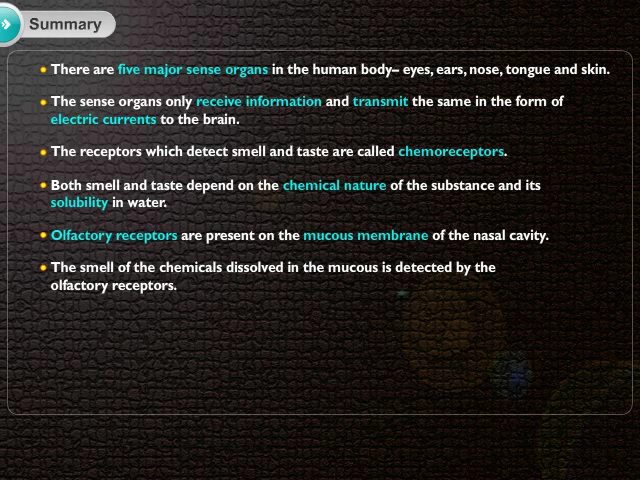 Summary
There are five major sense organs in the human body– eyes, ears, nose, tongue and skin.
The sense organs only receive information and transmit the same in the form of
electric currents to the brain.
The receptors which detect smell and taste are called chemoreceptors.
Both smell and taste depend on the chemical nature of the substance and its
solubility in water.
Olfactory receptors are present on the mucous membrane of the nasal cavity.
The smell of the chemicals dissolved in the mucous is detected by the
olfactory receptors.